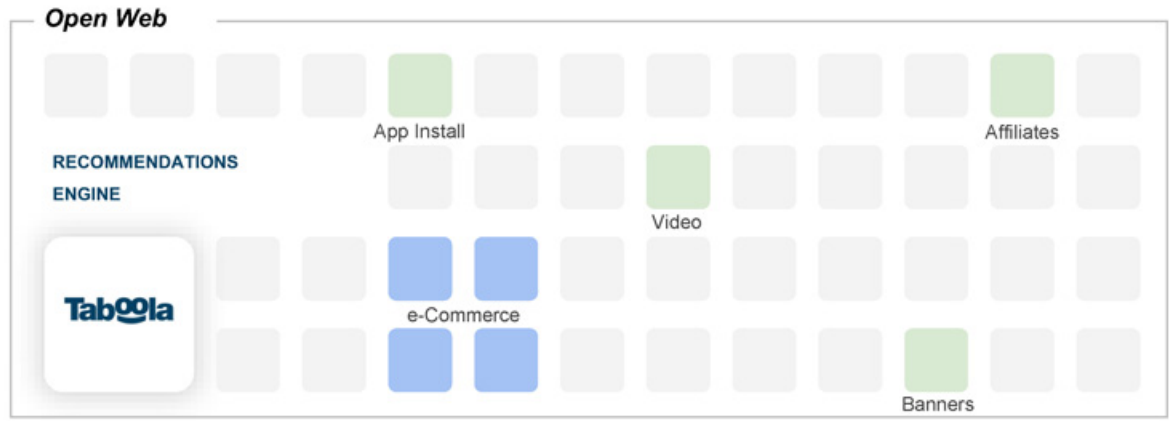 Open Web
App Install
Affiliates
RECOMMENDATIONS
ENGINE
Video
Taboola
e-Commerce
Banners